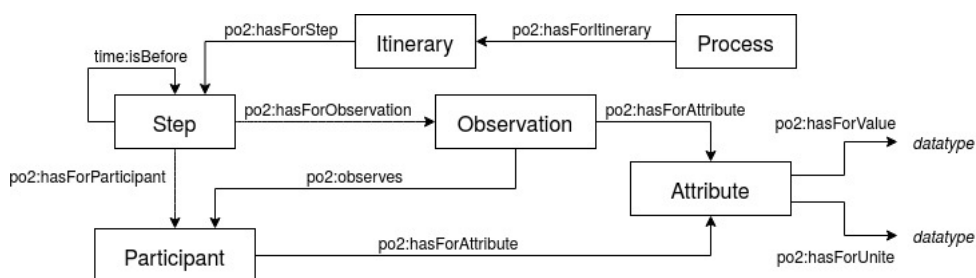 po2:hasForStep
Itinerary
po2:hasForItinerary
Process
time:isBefore
Step
po2:hasForObservation
Observation
po2:hasForAttribute
po2:hasForValue
datatype
po2:hasForParticipant
po2:observes
Attribute
Participant
po2:hasForAttribute
datatype
po2:hasForUnite